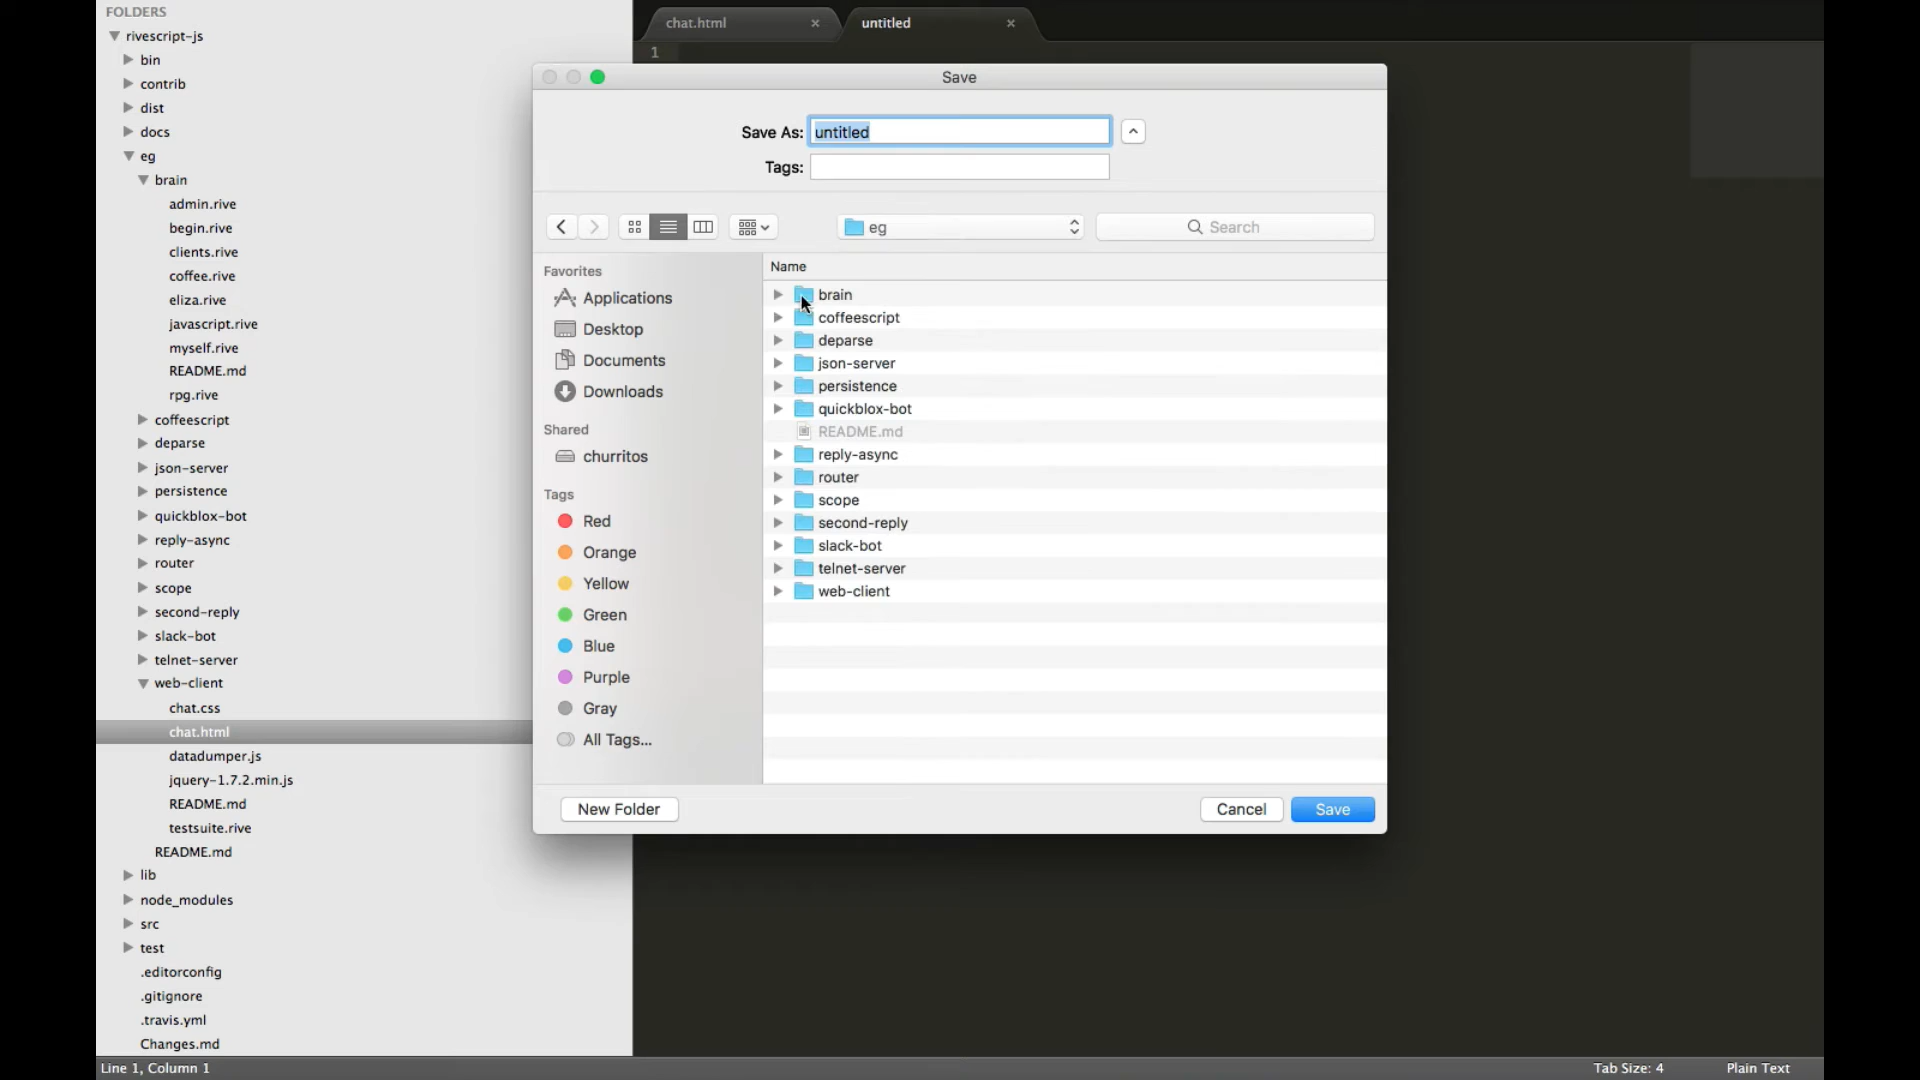 FOLDERS
rivescript-js
bin
contrib
dist
docs
eg
brain
admin.rive
begin.rive
clients.rive
coffee.rive
eliza.rive
javascript.rive
myself.rive
README.md
rpg.rive
coffeescript
deparse
json-server
persistence
quickblox-bot
reply-async
router
scope
second-reply
slack-bot
telnet-server
web-client
chat.css
chat.html
datadumper.js
jquery-1.7.2.min.js
README.md
testsuite.rive
README.md
lib
node_modules
src
test
.editorconfig
.gitignore
.travis.yml
Changes.md
chat.html
untitled
1
Save
Save As: untitled
Tags:
eg
Search
Favorites
Applications
Desktop
Documents
Downloads
Shared
churritos
Tags
Red
Orange
Yellow
Green
Blue
Purple
Gray
All Tags...
Name
brain
coffeescript
deparse
json-server
persistence
quickblox-bot
README.md
reply-async
router
scope
second-reply
slack-bot
telnet-server
web-client
New Folder
Cancel
Save
Line 1, Column 1
Tab Size: 4
Plain Text